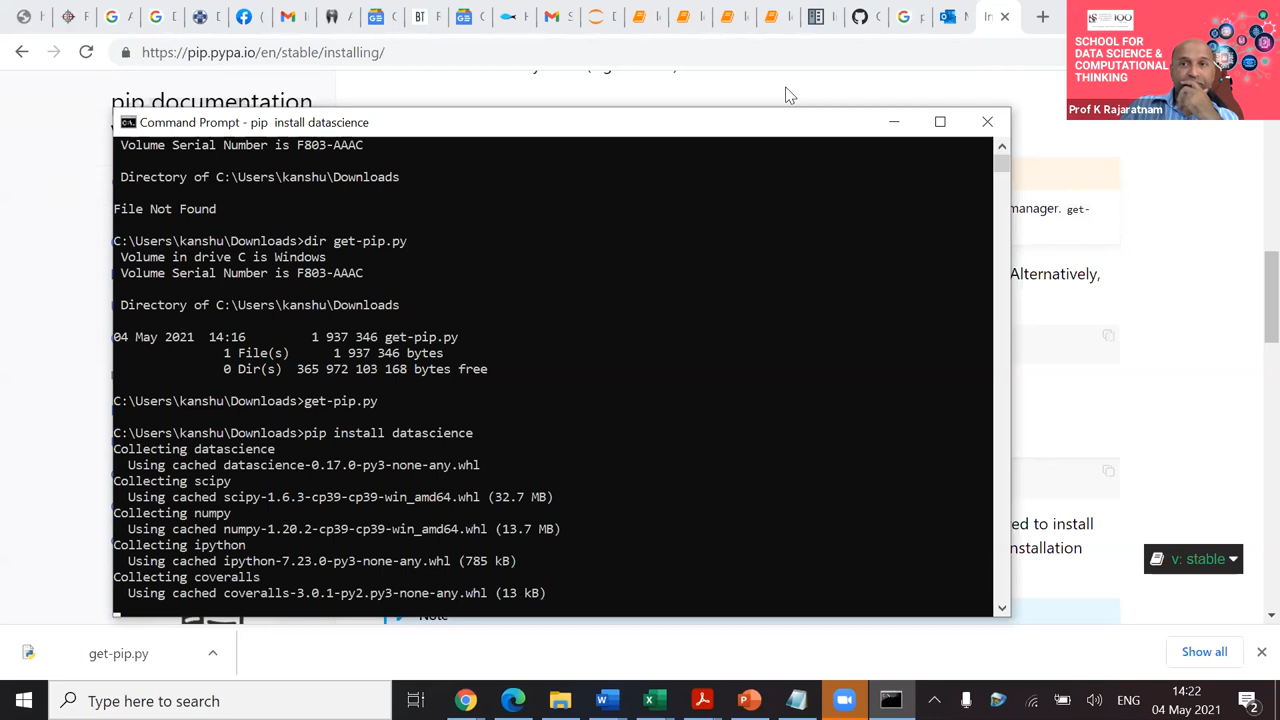 G
G
BT
G
In
https://pip.pypa.io/en/stable/installing/
SCHOOL FOR
DATA SCIENCE &
COMPUTATIONAL
THINKING
100
Prof K Rajaratnam
pip documentation
Command Prompt - pip  install datascience
Volume Serial Number is F803-AAAC
Directory of C:\Users\kanshu\Downloads
File Not Found
C:\Users\kanshu\Downloads>dir get-pip.py
Volume in drive C is Windows
Volume Serial Number is F803-AAAC
Directory of C:\Users\kanshu\Downloads
04 May 2021  14:16         1 937 346 get-pip.py
1 File(s)      1 937 346 bytes
0 Dir(s)  365 972 103 168 bytes free
C:\Users\kanshu\Downloads>get-pip.py
C:\Users\kanshu\Downloads>pip install datascience
Collecting datascience
Using cached datascience-0.17.0-py3-none-any.whl
Collecting scipy
Using cached scipy-1.6.3-cp39-cp39-win_amd64.whl (32.7 MB)
Collecting numpy
Using cached numpy-1.20.2-cp39-cp39-win_amd64.whl (13.7 MB)
Collecting ipython
Using cached ipython-7.23.0-py3-none-any.whl (785 kB)
Collecting coveralls
Using cached coveralls-3.0.1-py2.py3-none-any.whl (13 kB)
manager. get-
Alternatively,
ed to install
nstallation
v: stable
Note
get-pip.py
Show all
Type here to search
ENG
14:22
04 May 2021
2